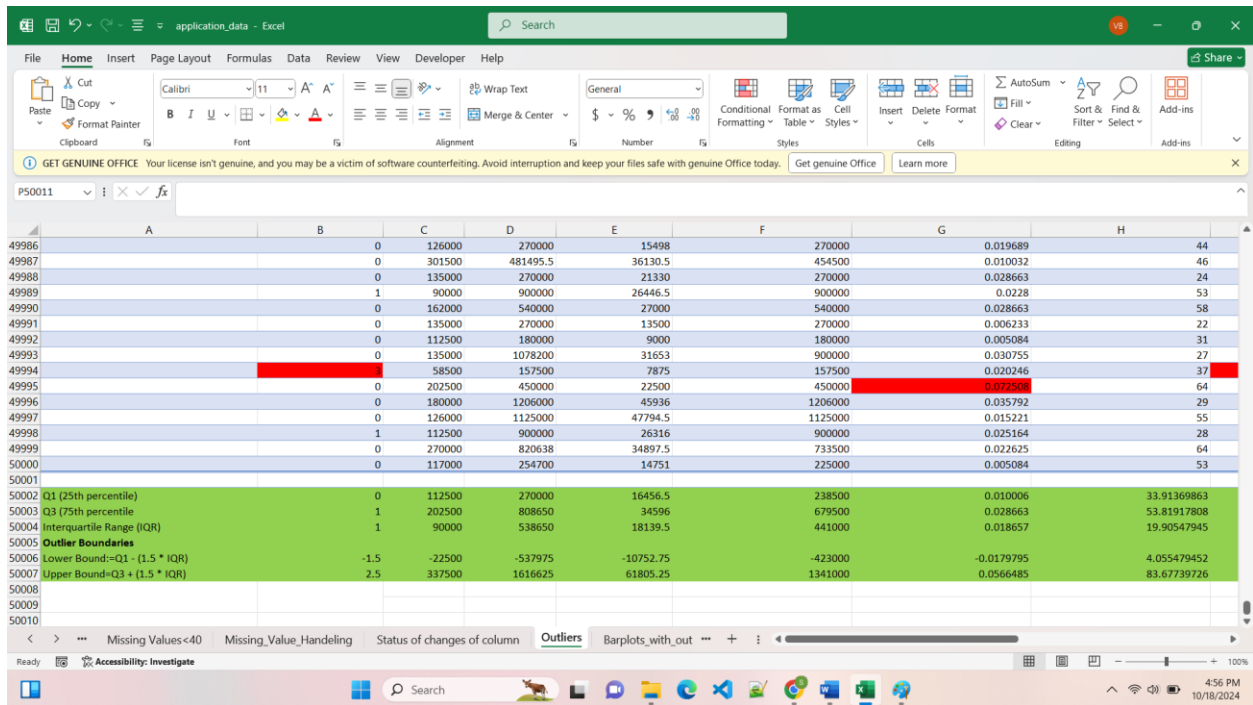 application_data - Excel Search VB
File Home Insert Page Layout Formulas Data Review View Developer Help Share
Paste Cut Copy Format Painter Calibri 11 A^ A˅ Wrap Text General Conditional Formatting Format as Table Cell Styles Insert Delete Format AutoSum Fill Clear Sort & Filter Find & Select Add-ins
B I U A Merge & Center $ % 9
Clipboard Font Alignment Number Styles Cells Editing Add-ins
GET GENUINE OFFICE Your license isn't genuine, and you may be a victim of software counterfeiting. Avoid interruption and keep your files safe with genuine Office today. Get genuine Office Learn more
P50011 fx
A B C D E F G H
49986 0 126000 270000 15498 270000 0.019689 44
49987 0 301500 481495.5 36130.5 454500 0.010032 46
49988 0 135000 270000 21330 270000 0.028663 24
49989 1 90000 900000 26446.5 900000 0.0228 53
49990 0 162000 540000 27000 540000 0.028663 58
49991 0 135000 270000 13500 270000 0.006233 22
49992 0 112500 180000 9000 180000 0.005084 31
49993 0 135000 1078200 31653 900000 0.030755 27
49994 3 58500 157500 7875 157500 0.020246 37
49995 0 202500 450000 22500 450000 0.072508 64
49996 0 180000 1206000 45936 1206000 0.035792 29
49997 0 126000 1125000 47794.5 1125000 0.015221 55
49998 1 112500 900000 26316 900000 0.025164 28
49999 0 270000 820638 34897.5 733500 0.022625 64
50000 0 117000 254700 14751 225000 0.005084 53
50001
50002 Q1 (25th percentile) 0 112500 270000 16456.5 238500 0.010006 33.91369863
50003 Q3 (75th percentile 1 202500 808650 34596 679500 0.028663 53.81917808
50004 Interquartile Range (IQR) 1 90000 538650 18139.5 441000 0.018657 19.90547945
50005 Outlier Boundaries
50006 Lower Bound:=Q1 - (1.5 * IQR) -1.5 -22500 -537975 -10752.75 -423000 -0.0179795 4.055479452
50007 Upper Bound=Q3 + (1.5 * IQR) 2.5 337500 1616625 61805.25 1341000 0.0566485 83.67739726
50008
50009
50010
Missing Values<40 Missing_Value_Handeling Status of changes of column Outliers Barplots_with_out ...
Ready Accessibility: Investigate 100%
Search 4:56 PM
10/18/2024